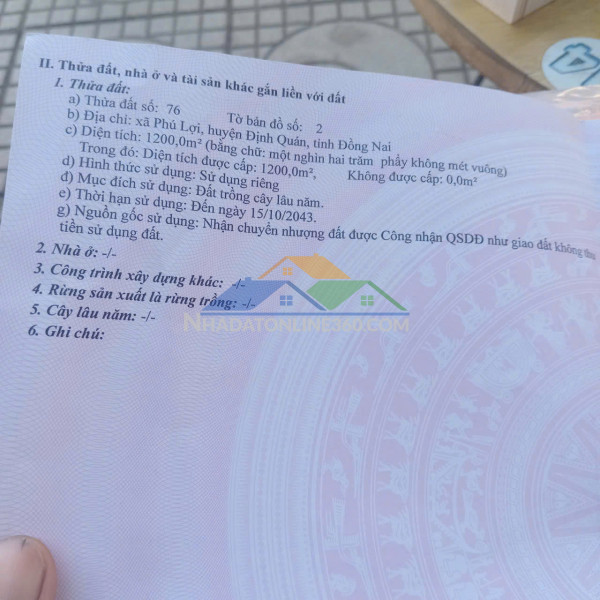 II. Thửa đất, nhà ở và tài sản khác gắn liền với đất
1. Thửa đất:
a) Thửa đất số: 76 Tờ bản đồ số: 2
b) Địa chỉ: xã Phú Lợi, huyện Định Quán, tỉnh Đồng Nai
c) Diện tích: 1200,0m² (bằng chữ: một nghìn hai trăm phẩy không mét vuông)
Trong đó: Diện tích được cấp: 1200,0m², Không được cấp: 0,0m²
d) Hình thức sử dụng: Sử dụng riêng
đ) Mục đích sử dụng: Đất trồng cây lâu năm.
e) Thời hạn sử dụng: Đến ngày 15/10/2043.
g) Nguồn gốc sử dụng: Nhận chuyển nhượng đất được Công nhận QSDĐ như giao đất không thu
tiền sử dụng đất.
2. Nhà ở: -/-
3. Công trình xây dựng khác: -/-
4. Rừng sản xuất là rừng trồng: -/-
NHADATONLINE360.COM
5. Cây lâu năm: -/-
6. Ghi chú: